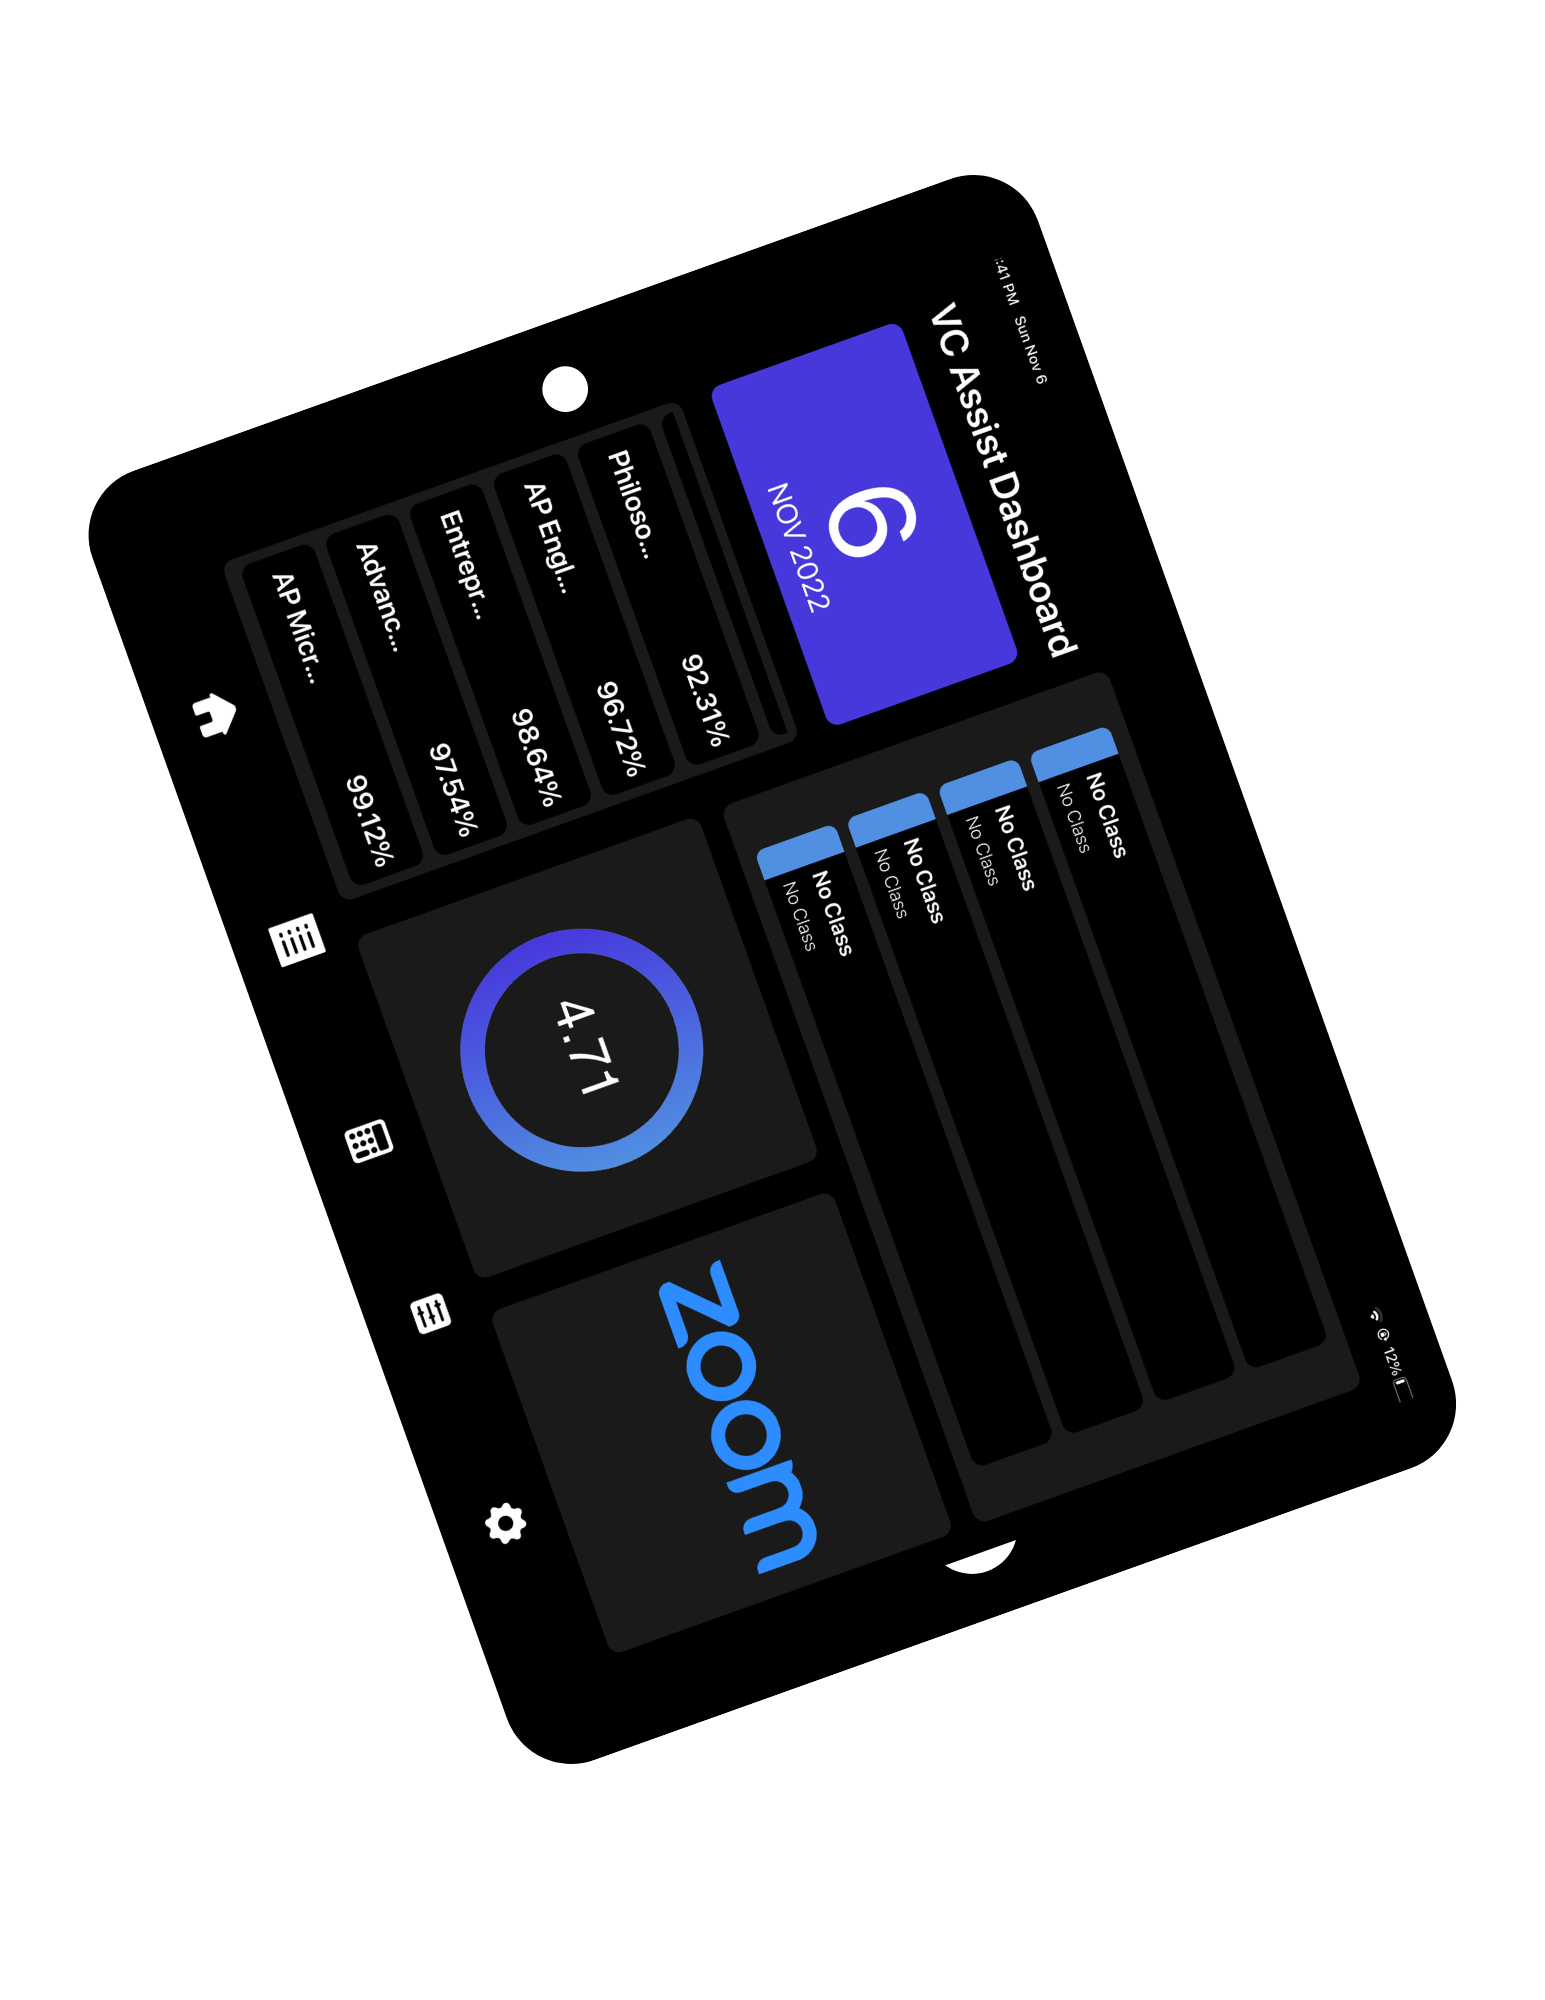 :41 PM Sun Nov 6
12%
VC Assist Dashboard
6
NOV 2022
No Class
No Class
No Class
No Class
No Class
No Class
No Class
No Class
Philoso... 92.31%
AP Engl... 96.72%
Entrepr... 98.64%
Advanc... 97.54%
AP Micr... 99.12%
4.71
zoom